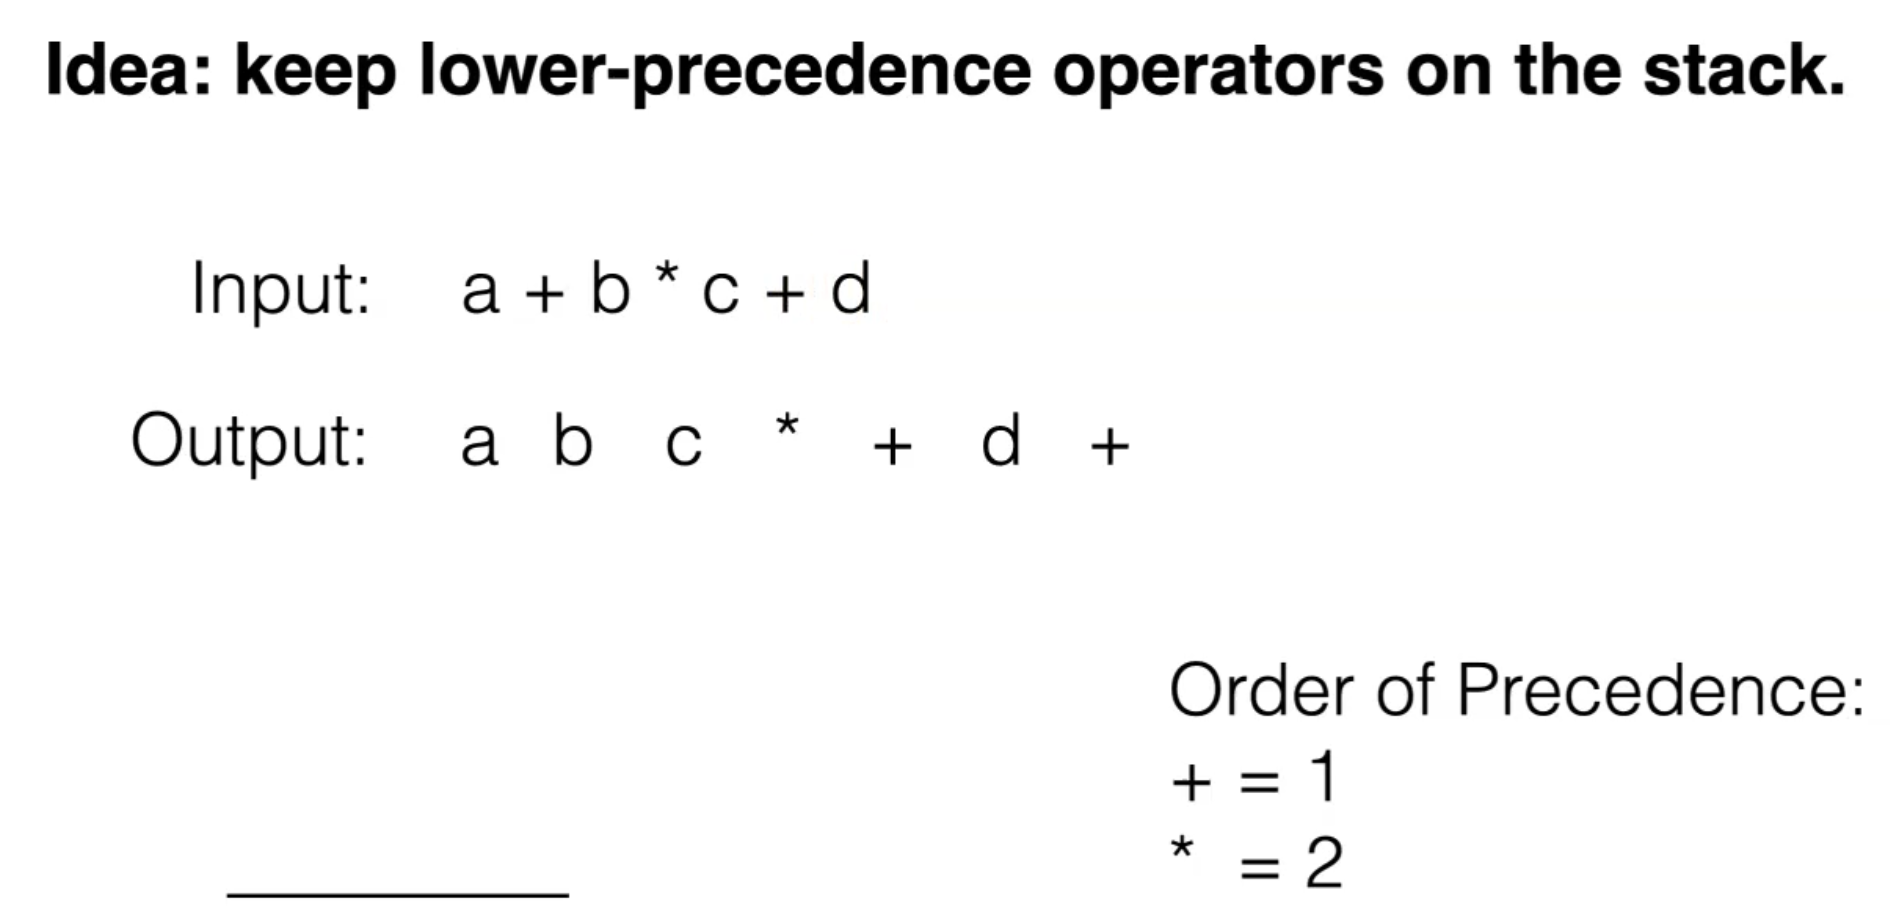 Idea: keep lower-precedence operators on the stack.
Input: a + b * c + d
Output: a b c * + d +
Order of Precedence:
+ = 1
* = 2